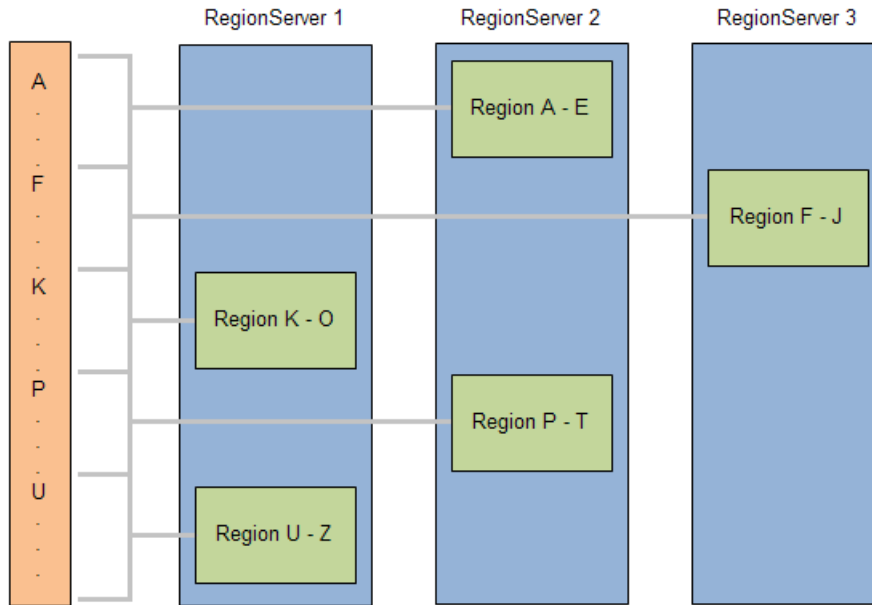 RegionServer 1
RegionServer 2
RegionServer 3
A
.
.
.
F
.
.
.
K
.
.
.
P
.
.
.
U
.
.
.
Region A - E
Region F - J
Region K - O
Region P - T
Region U - Z